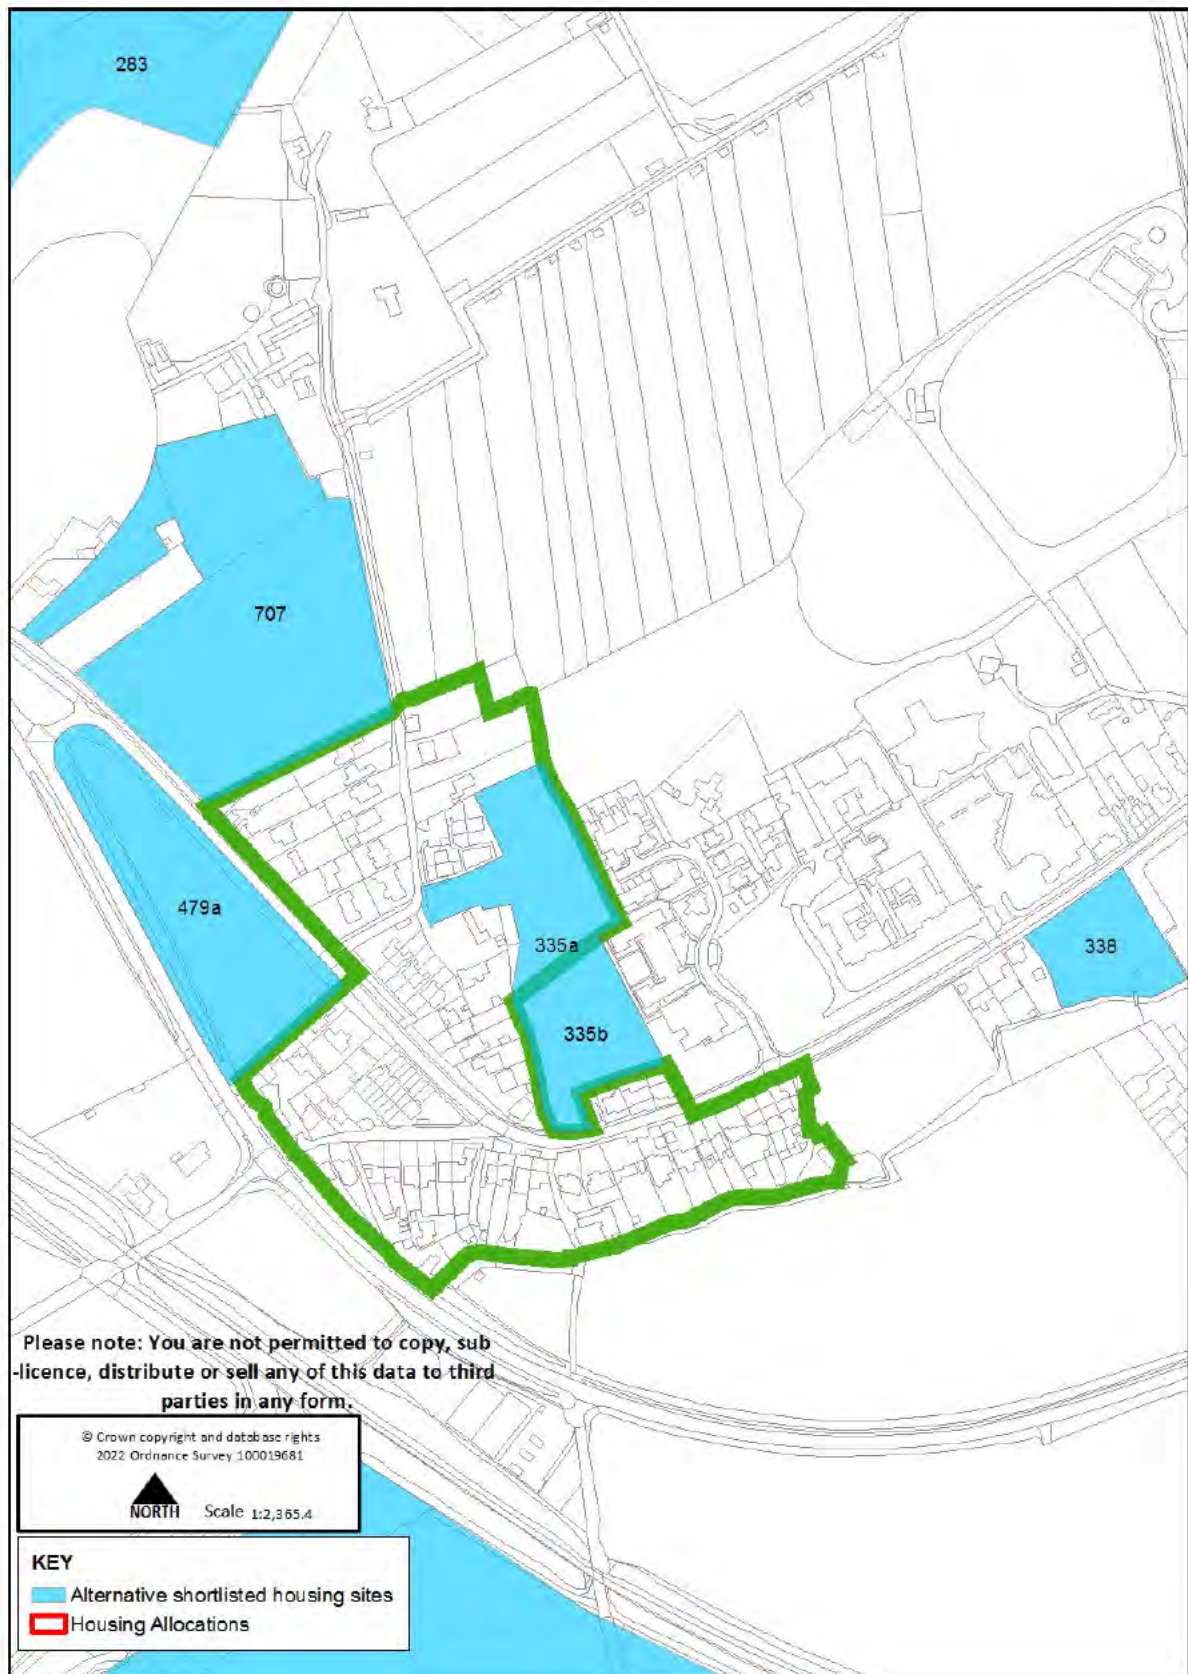 283
707
479a
335a
338
335b
Please note: You are not permitted to copy, sub
-licence, distribute or sell any of this data to third
parties in any form.
© Crown copyright and database rights
2022 Ordnance Survey 100019681
NORTH Scale 1:2,365.4
KEY
Alternative shortlisted housing sites
Housing Allocations